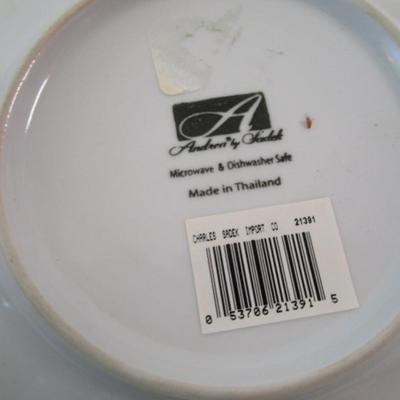 A
Andrea® by Sadek
Microwave & Dishwasher Safe
Made in Thailand
CHARLES SADEK IMPORT CO 21391
0 53706 21391 5